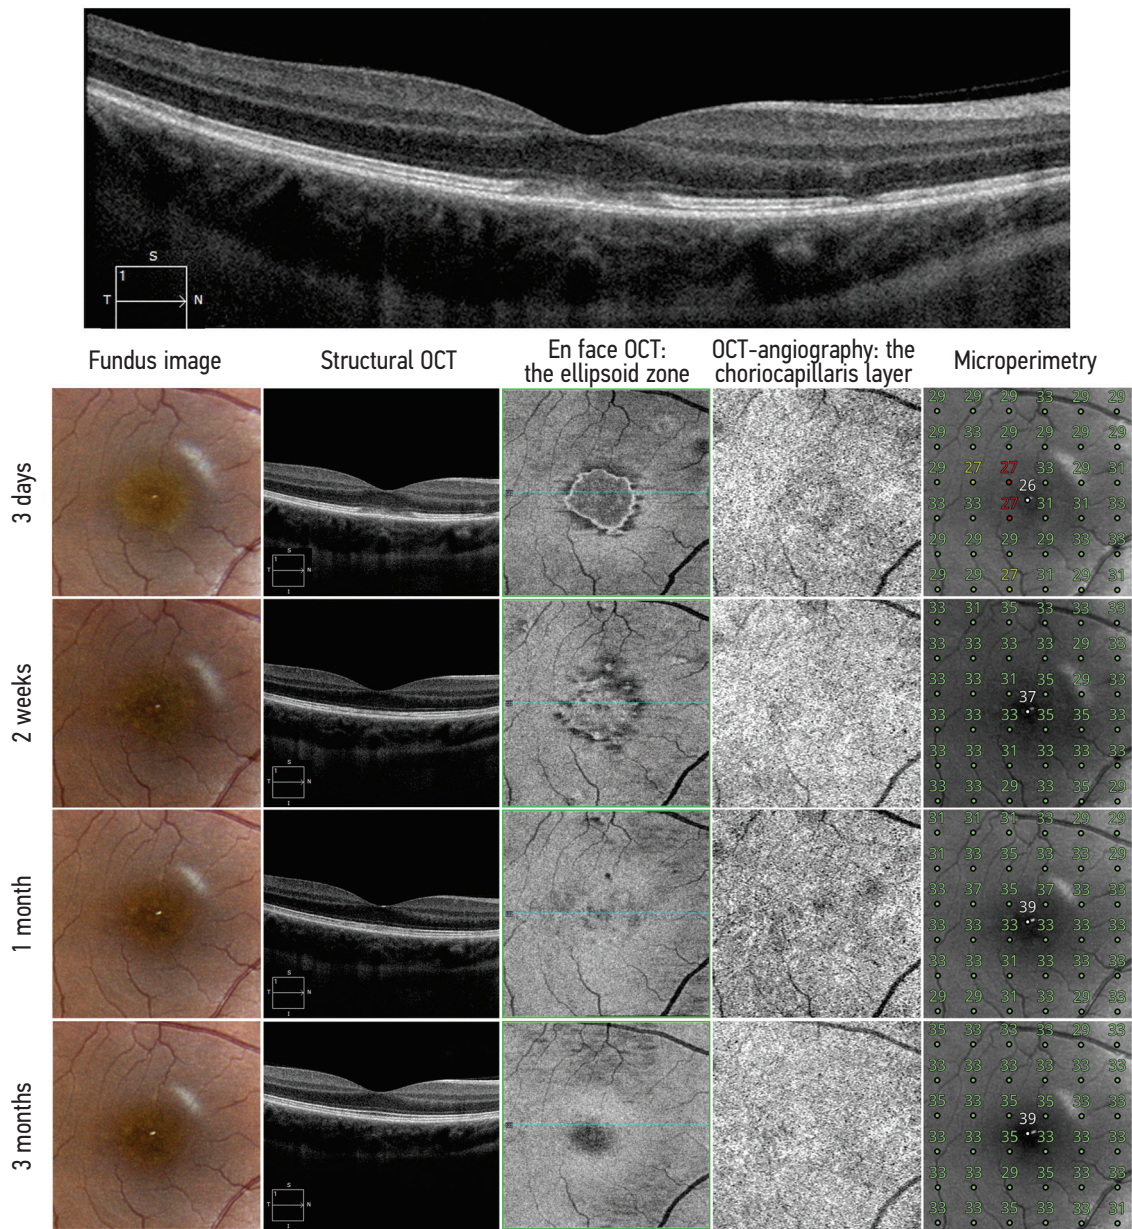 S
1
T
N
Fundus image
Structural OCT
En face OCT:
the ellipsoid zone
OCT-angiography: the
choriocapillaris layer
Microperimetry
3 days
S
1
T N
I
29 29 29 33 29 29
29 33 29 29 29 29
29 27 27 33 29 31
26
33 33 27 31 31 33
29 29 29 29 33 33
29 29 27 31 29 31
2 weeks
S
1
T N
I
33 31 35 33 33 33
33 33 33 33 29 33
33 33 31 35 29 33
37
33 33 33 35 35 33
33 33 31 33 33 33
33 33 29 33 35 29
1 month
S
1
T N
I
31 31 31 33 29 29
31 33 35 33 33 29
33 37 35 37 33 33
39
33 33 33 33 33 33
33 33 31 33 33 33
29 29 31 33 29 33
3 months
S
1
T N
I
35 33 33 33 29 33
33 33 33 33 33 33
35 33 35 35 33 33
39
33 33 35 33 33 33
33 33 29 35 33 33
33 33 35 33 33 31